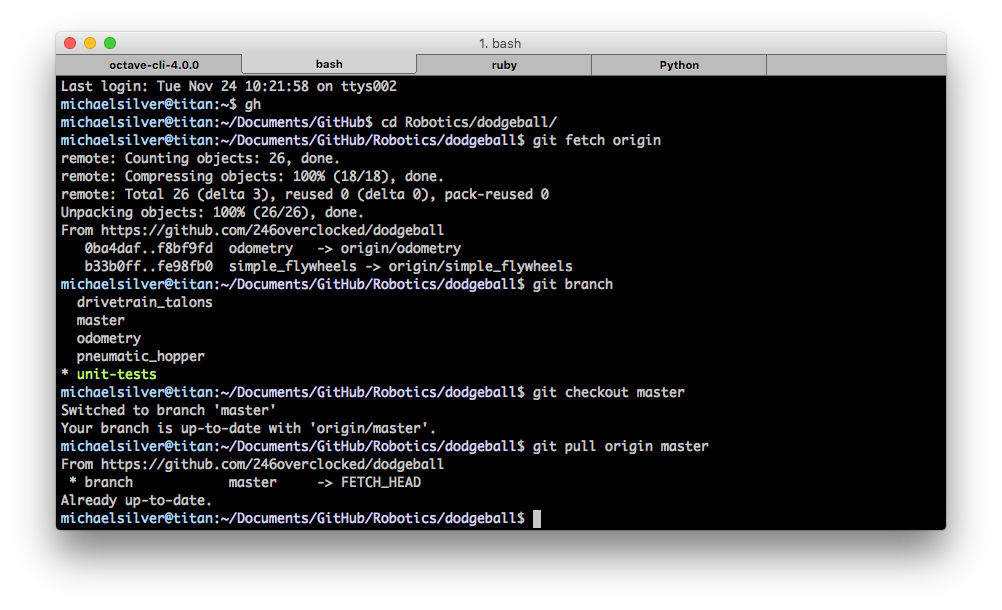 1. bash
octave-cli-4.0.0 bash ruby Python
Last login: Tue Nov 24 10:21:58 on ttys002
michaelsilver@titan:~$ gh
michaelsilver@titan:~/Documents/GitHub$ cd Robotics/dodgeball/
michaelsilver@titan:~/Documents/GitHub/Robotics/dodgeball$ git fetch origin
remote: Counting objects: 26, done.
remote: Compressing objects: 100% (18/18), done.
remote: Total 26 (delta 3), reused 0 (delta 0), pack-reused 0
Unpacking objects: 100% (26/26), done.
From https://github.com/246overclocked/dodgeball
   0ba4daf..f8bf9fd  odometry   -> origin/odometry
   b33b0ff..fe98fb0  simple_flywheels -> origin/simple_flywheels
michaelsilver@titan:~/Documents/GitHub/Robotics/dodgeball$ git branch
  drivetrain_talons
  master
  odometry
  pneumatic_hopper
* unit-tests
michaelsilver@titan:~/Documents/GitHub/Robotics/dodgeball$ git checkout master
Switched to branch 'master'
Your branch is up-to-date with 'origin/master'.
michaelsilver@titan:~/Documents/GitHub/Robotics/dodgeball$ git pull origin master
From https://github.com/246overclocked/dodgeball
 * branch            master     -> FETCH_HEAD
Already up-to-date.
michaelsilver@titan:~/Documents/GitHub/Robotics/dodgeball$